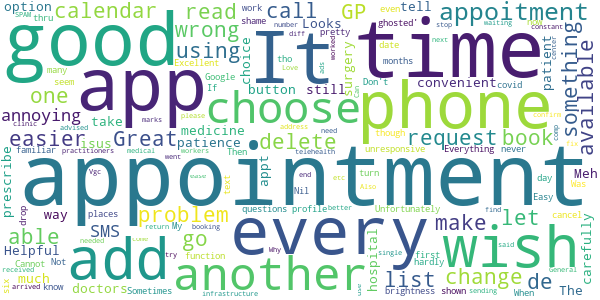 option calendar read call GP appoitment tell
SPAM thru wrong work Looks option
shame number diff even ghosted' worked
good app It time
using choice pretty tho
Google If button still
surgery date months convenient covid
something patient available
annoying one many seem Excellent
easier take Great choose phone
medicine patience delete request book
isus Don't constant clinic
advised marks please address though unresponsive Everything never
familiar practitioners
appointment
prescribe Then went appt
Vgc medical workers telehealth need end Nil etc turn Also
day Was Easy cancel
add every wish
drop way places problem
able SMS go another
Helpful Cannot Not return My try booking
needed function questions profile better
Unfortunately hardly first
make let list change de
find single said
much doctors Sometimes infrastructure
hospital brightness shown sending
When The carefully General
six received arrived know
text Why Meh